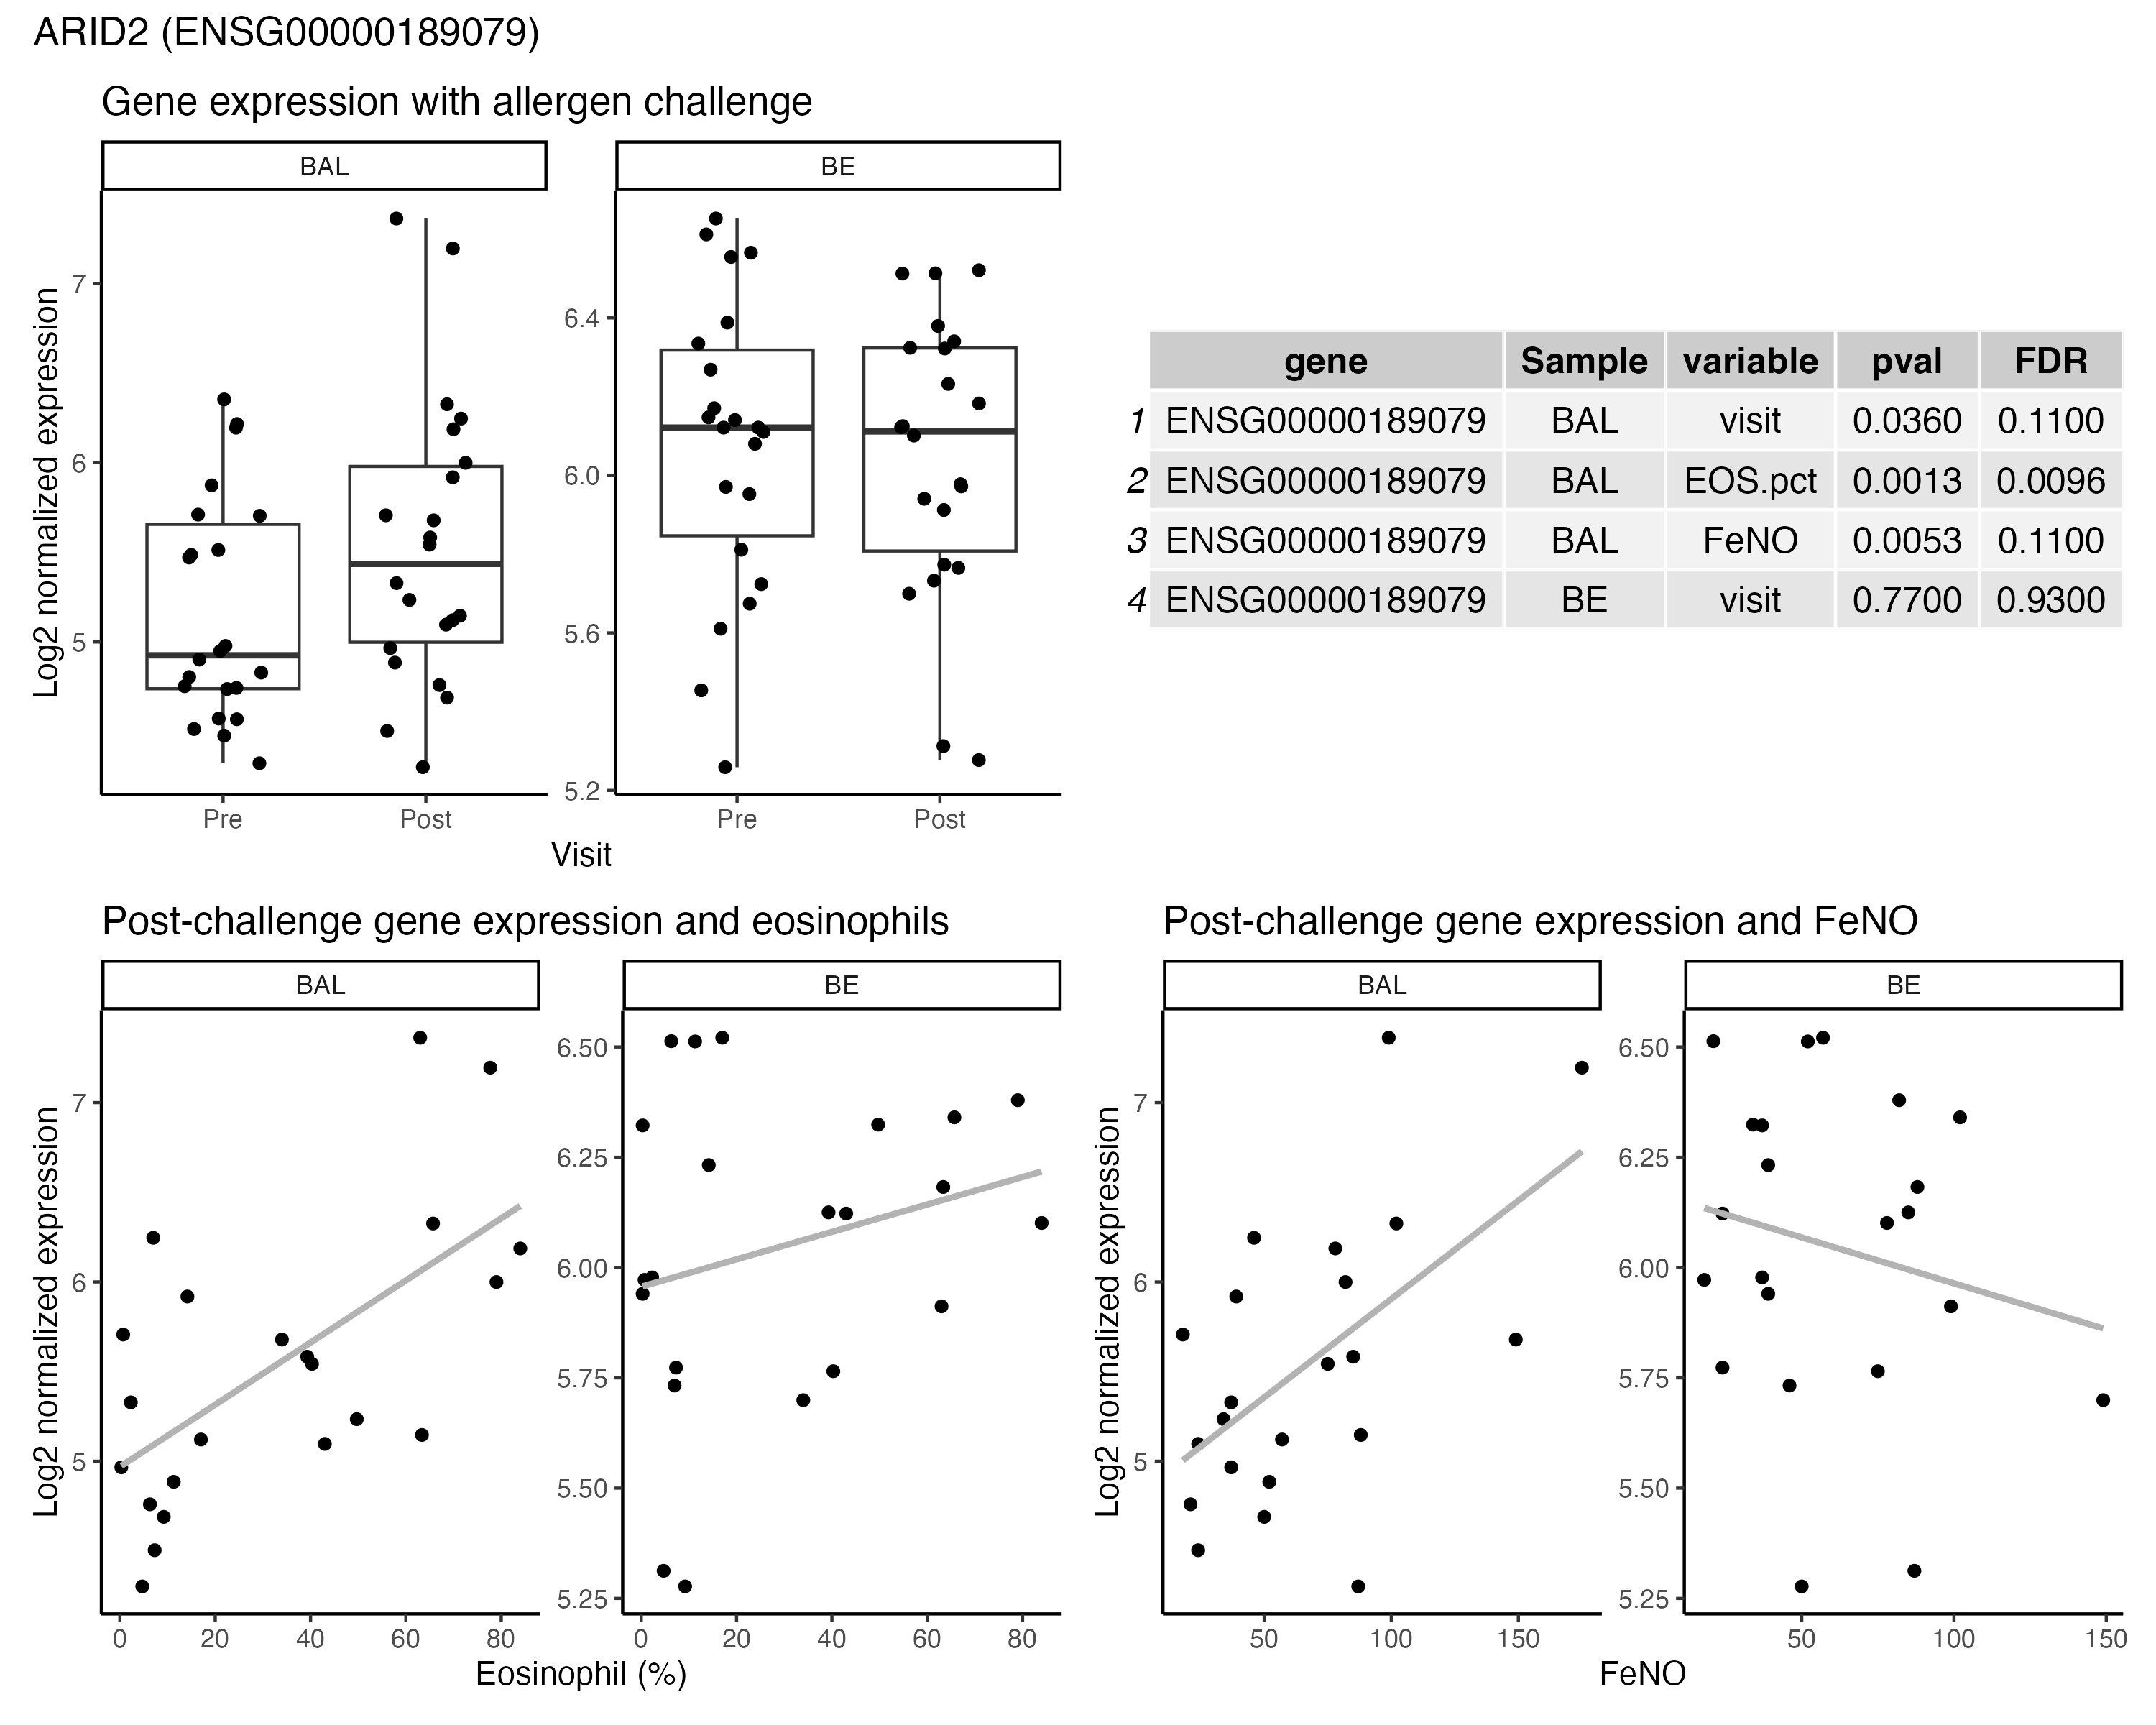 ARID2 (ENSG00000189079)
Gene expression with allergen challenge
BAL
BE
Log2 normalized expression
7
6
5
6.4
6.0
5.6
5.2
Pre
Post
Pre
Post
Visit
gene Sample variable pval FDR
1 ENSG00000189079 BAL visit 0.0360 0.1100
2 ENSG00000189079 BAL EOS.pct 0.0013 0.0096
3 ENSG00000189079 BAL FeNO 0.0053 0.1100
4 ENSG00000189079 BE visit 0.7700 0.9300
Post-challenge gene expression and eosinophils
BAL
BE
Log2 normalized expression
7
6
5
6.50
6.25
6.00
5.75
5.50
5.25
0 20 40 60 80
0 20 40 60 80
Eosinophil (%)
Post-challenge gene expression and FeNO
BAL
BE
Log2 normalized expression
7
6
5
6.50
6.25
6.00
5.75
5.50
5.25
50 100 150
50 100 150
FeNO